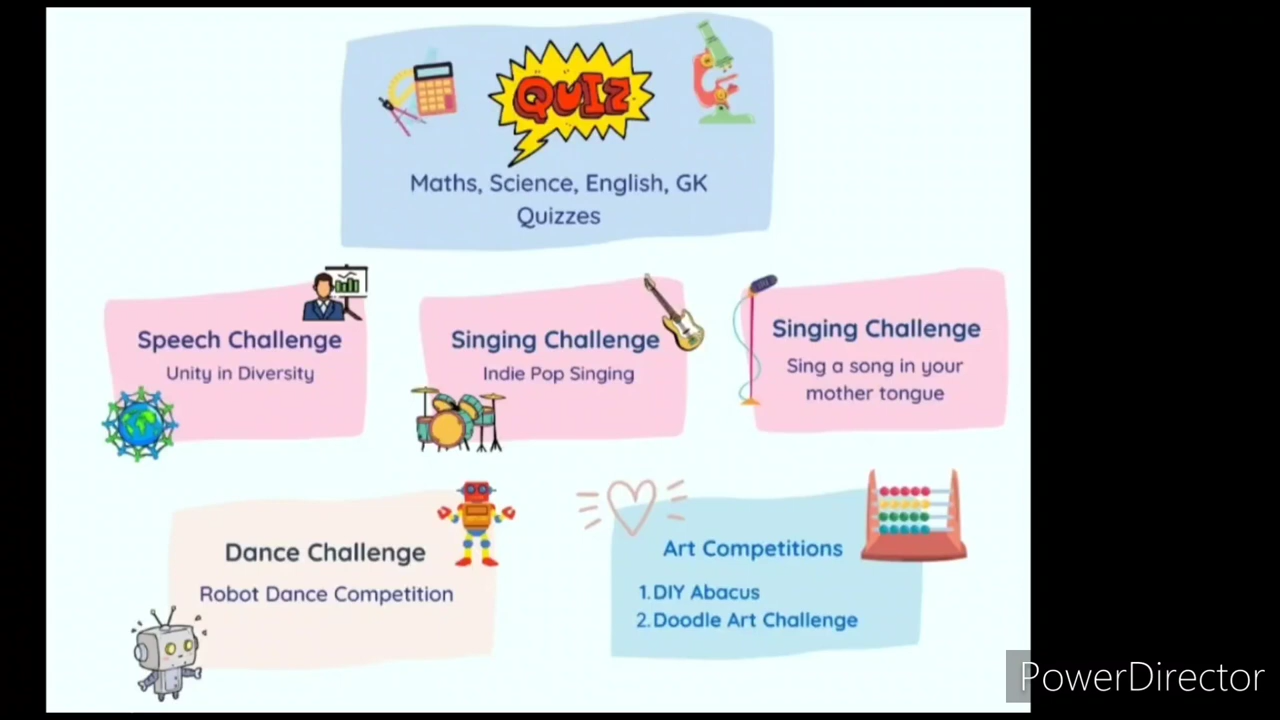 QUIZ
Maths, Science, English, GK
Quizzes
Speech Challenge
Unity in Diversity
Singing Challenge
Indie Pop Singing
Singing Challenge
Sing a song in your
mother tongue
Dance Challenge
Robot Dance Competition
Art Competitions
1. DIY Abacus
2. Doodle Art Challenge
PowerDirector